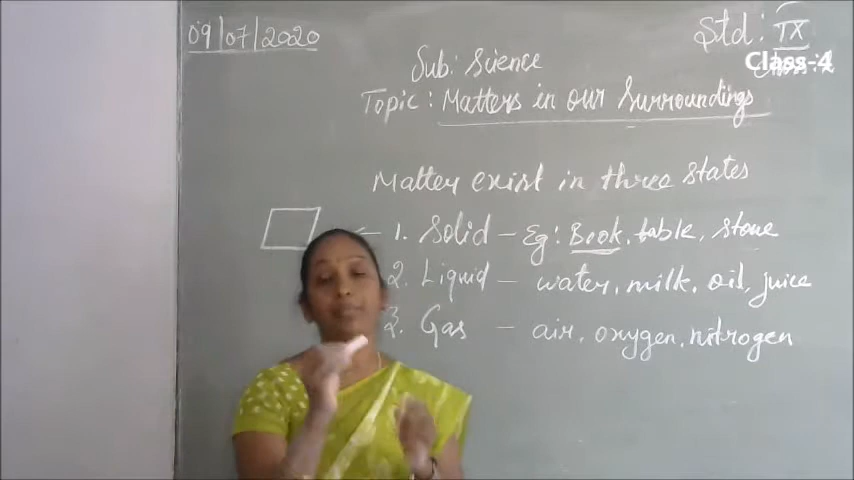 09/07/2020
Std: IX
Class-4
Sub: Science
Topic: Matters in our Surroundings
Matter exist in three states
1. Solid - Eg: Book, table, stone
2. Liquid - water, milk, oil, juice
3. Gas - air, oxygen, nitrogen